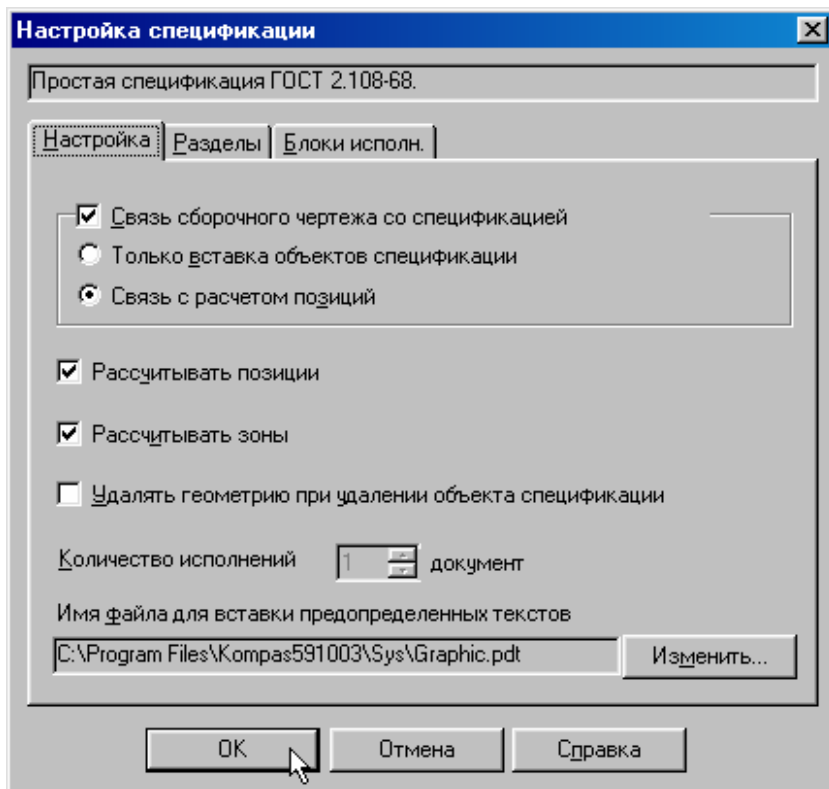 Настройка спецификации
Простая спецификация ГОСТ 2.108-68.
Настройка Разделы Блоки исполн.
Связь сборочного чертежа со спецификацией
Только вставка объектов спецификации
Связь с расчетом позиций
Рассчитывать позиции
Рассчитывать зоны
Удалять геометрию при удалении объекта спецификации
Количество исполнений 1 документ
Имя файла для вставки предопределенных текстов
C:\Program Files\Kompas591003\Sys\Graphic.pdt Изменить...
OK Отмена Справка